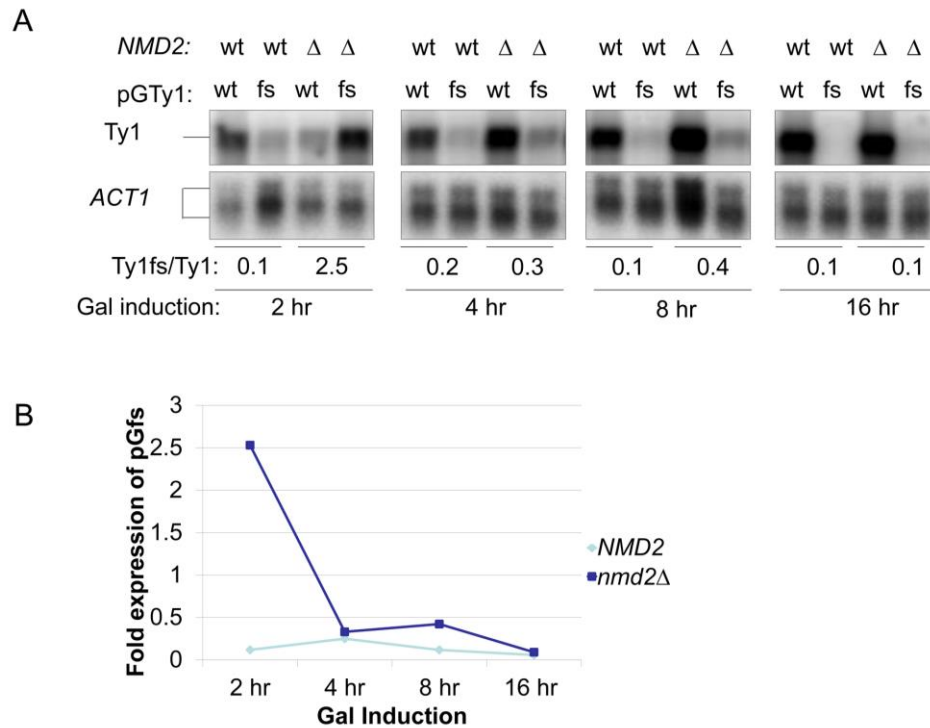 A
NMD2: wt wt Δ Δ wt wt Δ Δ wt wt Δ Δ wt wt Δ Δ
pGTy1: wt fs wt fs wt fs wt fs wt fs wt fs wt fs wt fs
Ty1
ACT1
Ty1fs/Ty1: 0.1 2.5 0.2 0.3 0.1 0.4 0.1 0.1
Gal induction: 2 hr 4 hr 8 hr 16 hr
B
Fold expression of pGfs
3
2.5
2
1.5
1
0.5
0
2 hr 4 hr 8 hr 16 hr
Gal Induction
NMD2
nmd2Δ